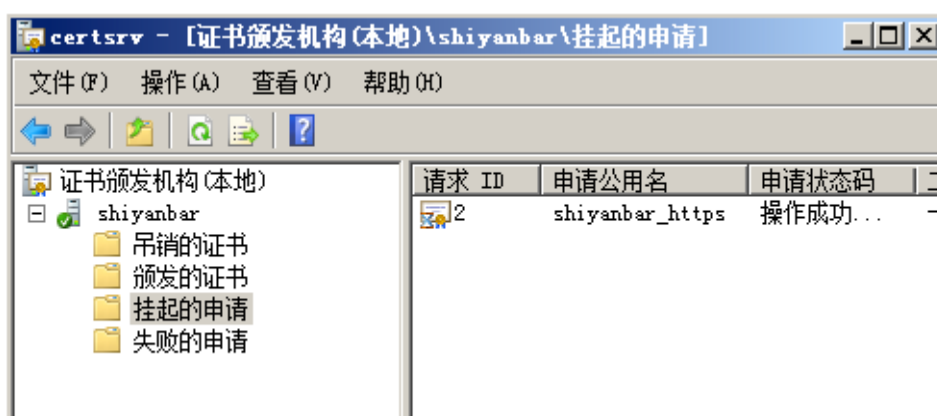 certsrv - [证书颁发机构(本地)\shiyanbar\挂起的申请]
文件(F) 操作(A) 查看(V) 帮助(H)
证书颁发机构(本地)
shiyanbar
吊销的证书
颁发的证书
挂起的申请
失败的申请
请求 ID 申请公用名 申请状态码
2 shiyanbar_https 操作成功...